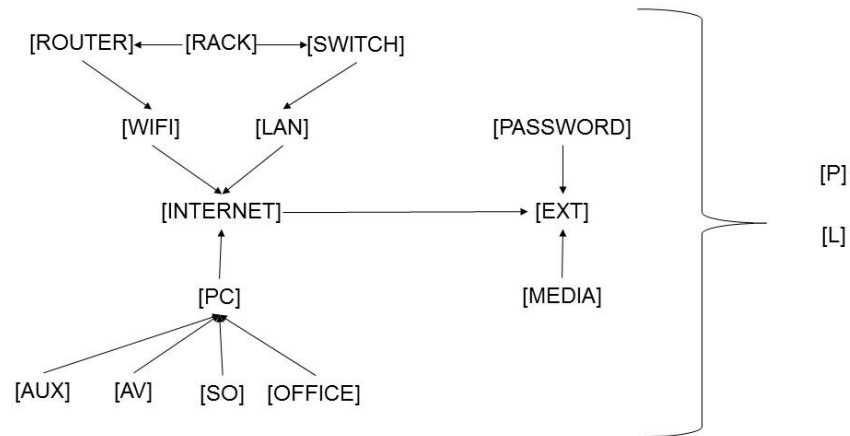 [ROUTER] [RACK] [SWITCH]
[WIFI] [LAN] [PASSWORD]
[P]
[INTERNET] [EXT]
[L]
[PC] [MEDIA]
[AUX] [AV] [SO] [OFFICE]